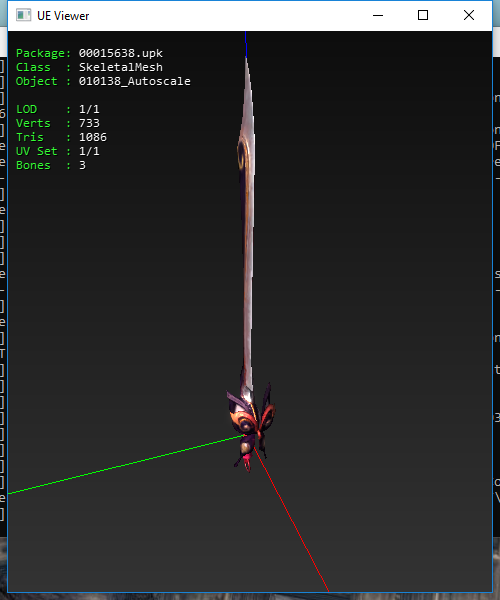 UE Viewer
Package: 00015638.upk
Class : SkeletalMesh
Object : 010138_Autoscale
LOD : 1/1
Verts : 733
Tris : 1086
UV Set : 1/1
Bones : 3